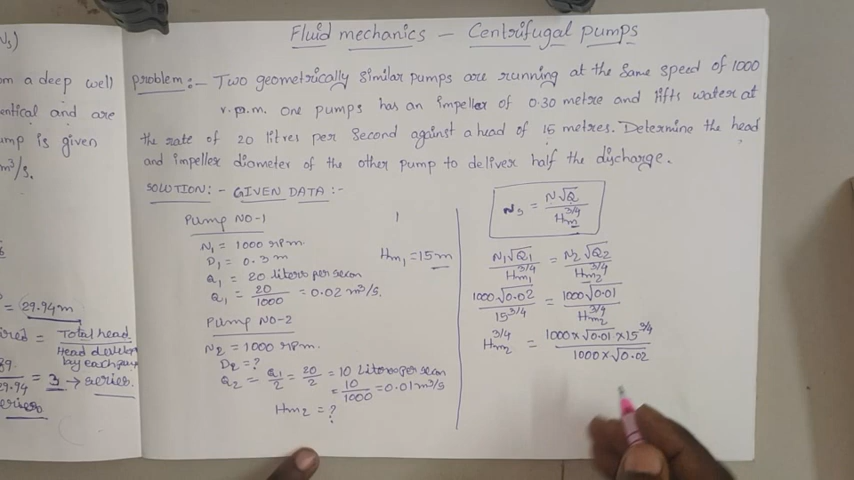 Fluid mechanics — Centrifugal pumps
problem:- Two geometrically similar pumps are running at the same speed of 1000
r.p.m. one pumps has an impeller of 0.30 metre and lifts water at
the rate of 20 litres per second against a head of 15 metres. Determine the head
and impeller diameter of the other pump to deliver half the discharge.
SOLUTION:- GIVEN DATA:-
Pump NO-1
N₁ = 1000 rpm.
D₁ = 0.3 m
Hm₁ = 15m
Q₁ = 20 liters per secon
Q₁ = 20/1000 = 0.02 m³/s.
Pump NO-2
N₂ = 1000 rpm.
D₂ = ?
Q₂ = Q₁/2 = 20/2 = 10 Liters per secon
= 10/1000 = 0.01 m³/s
Hm₂ = ?
Ns = N√Q / Hm^3/4
N₁√Q₁ / Hm₁^3/4 = N₂√Q₂ / Hm₂^3/4
1000√0.02 / 15^3/4 = 1000√0.01 / Hm₂^3/4
Hm₂^3/4 = 1000×√0.01×15^3/4 / 1000×√0.02
a deep well
entical and are
ump is given
m³/s.
= 29.94m
ired = Total head
Head
by each
29.94 = 3 → series.